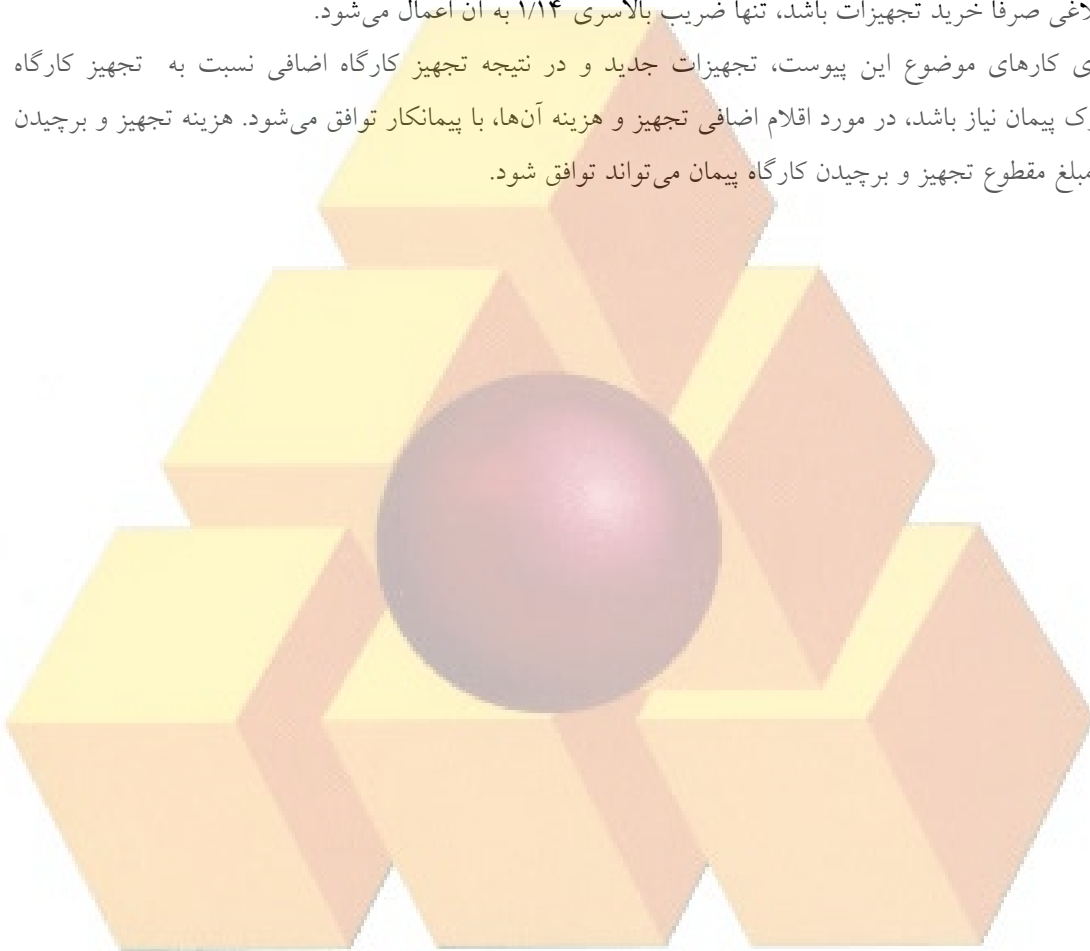 صرفا خرید تجهیزات باشد، تنها ضریب بالاسری ۱/۱۴ به آن اعمال می‌شود.
کارهای موضوع این پیوست، تجهیزات جدید و در نتیجه تجهیز کارگاه اضافی نسبت به تجهیز کارگاه
پیمان نیاز باشد، در مورد اقلام اضافی تجهیز و هزینه آن‌ها، با پیمانکار توافق می‌شود. هزینه تجهیز و برچیدن
مبلغ مقطوع تجهیز و برچیدن کارگاه پیمان می‌تواند توافق شود.